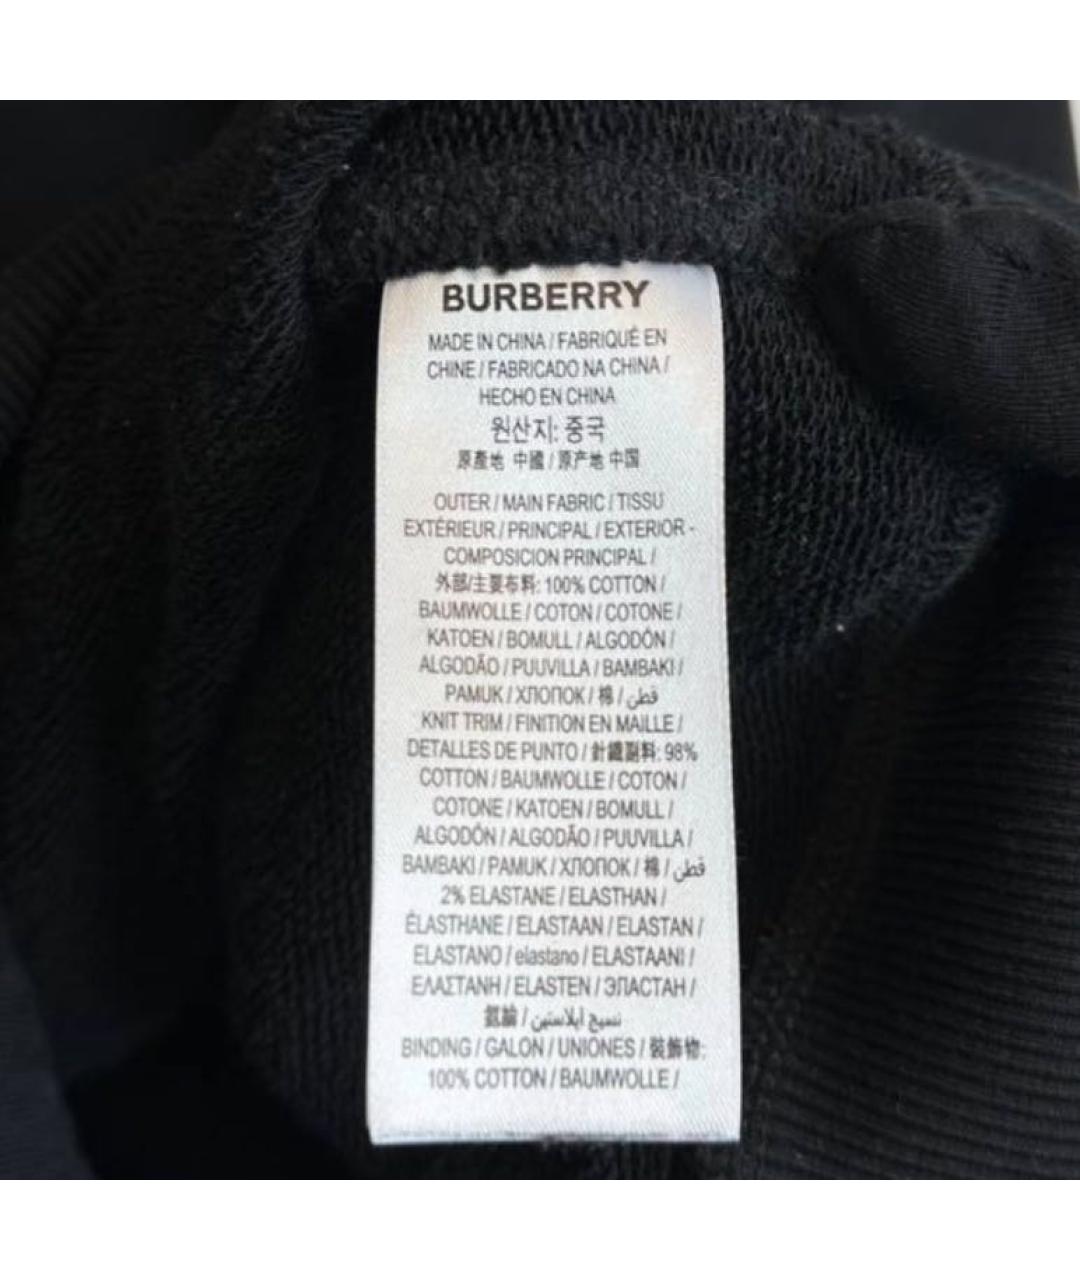 BURBERRY
MADE IN CHINA / FABRIQUÉ EN
CHINE / FABRICADO NA CHINA /
HECHO EN CHINA
원산지: 중국
原產地 中國 / 原产地 中国
OUTER / MAIN FABRIC / TISSU
EXTÉRIEUR / PRINCIPAL / EXTERIOR -
COMPOSICION PRINCIPAL /
外部/主要布料: 100% COTTON /
BAUMWOLLE / COTON / COTONE /
KATOEN / BOMULL / ALGODÓN /
ALGODÃO / PUUVILLA / BAMBAKI /
PAMUK / ХЛОПОК / 棉 / قطن
KNIT TRIM / FINITION EN MAILLE /
DETALLES DE PUNTO / 針織副料: 98%
COTTON / BAUMWOLLE / COTON /
COTONE / KATOEN / BOMULL /
ALGODÓN / ALGODÃO / PUUVILLA /
BAMBAKI / PAMUK / ХЛОПОК / 棉 / قطن
2% ELASTANE / ELASTHAN /
ÉLASTHANE / ELASTAAN / ELASTAN /
ELASTANO / elastano / ELASTAANI /
ΕΛΑΣΤΑΝΗ / ELASTEN / ЭЛАСТАН /
氨綸 / نسيج ايلاستين
BINDING / GALON / UNIONES / 裝飾物:
100% COTTON / BAUMWOLLE /